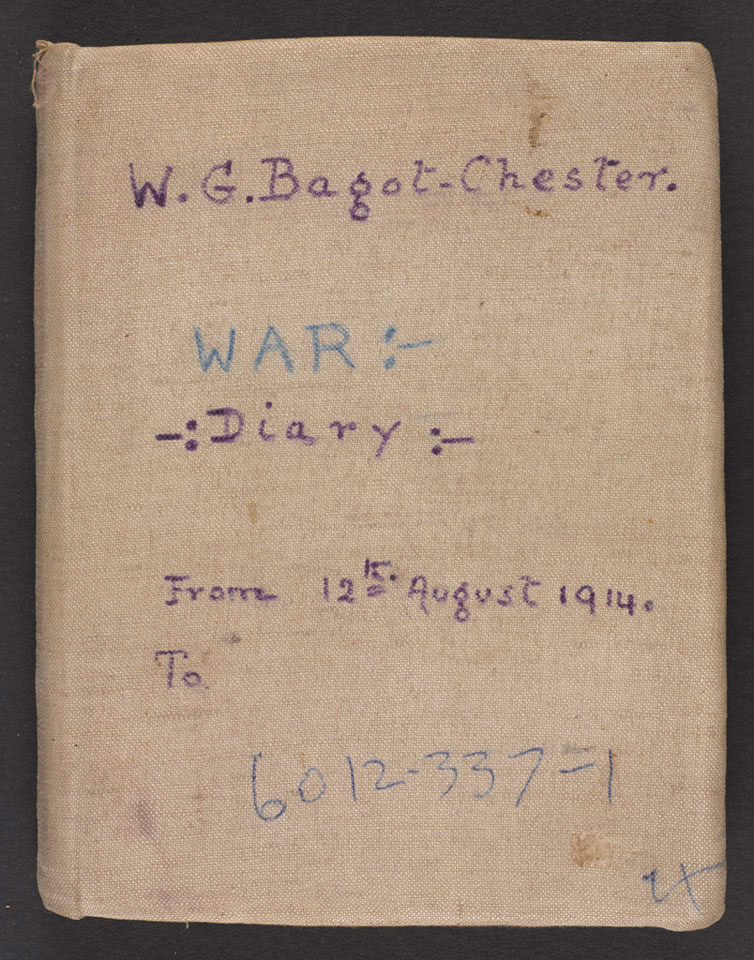 W. G. Bagot-Chester.
WAR :-
-: Diary :-
From 12th. August 1914.
To
6012-337-1